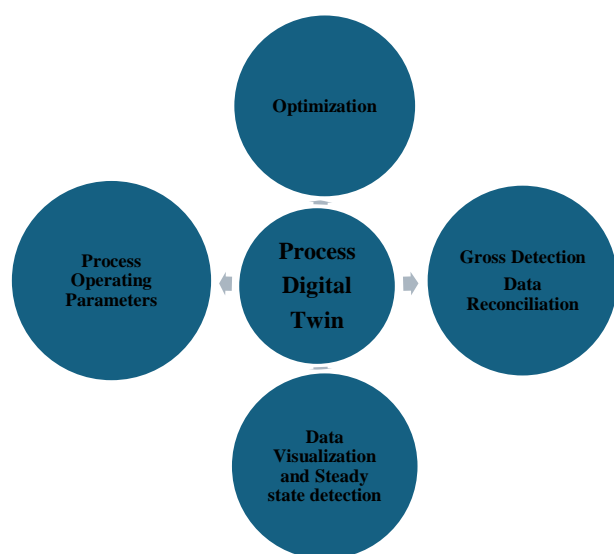 Optimization
Process
Operating
Parameters
Process
Digital
Twin
Gross Detection
Data
Reconciliation
Data
Visualization
and Steady
state detection